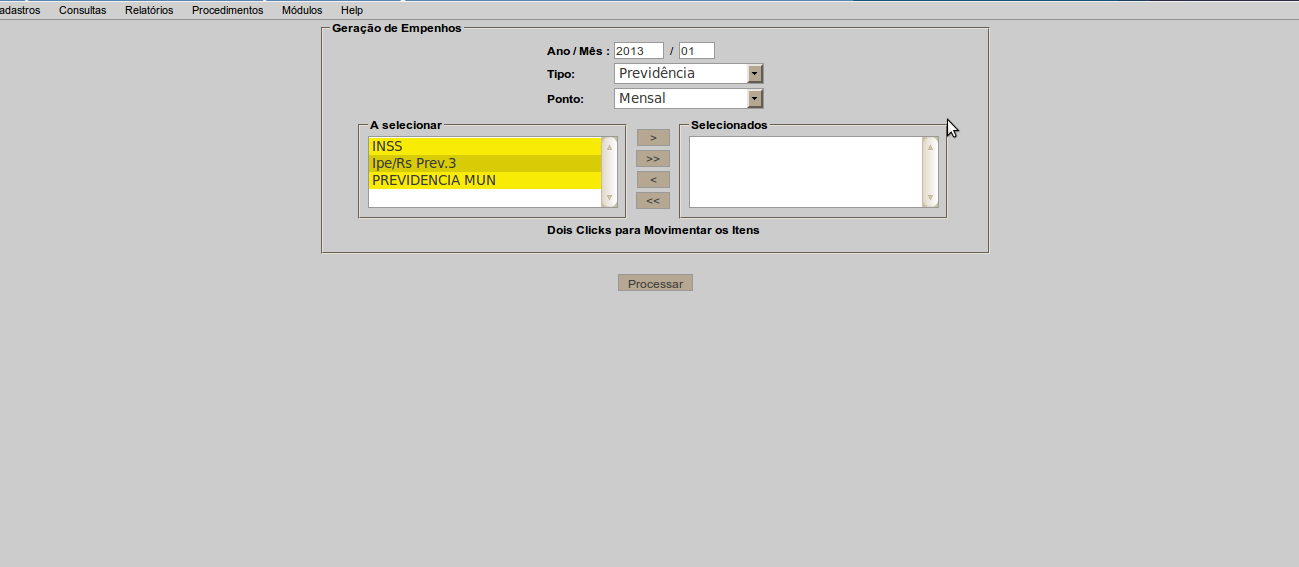 adastros Consultas Relatórios Procedimentos Módulos Help
Geração de Empenhos
Ano / Mês : 2013 / 01
Tipo: Previdência
Ponto: Mensal
A selecionar
INSS
Ipe/Rs Prev.3
PREVIDENCIA MUN
>
>>
<
<<
Selecionados
Dois Clicks para Movimentar os Itens
Processar